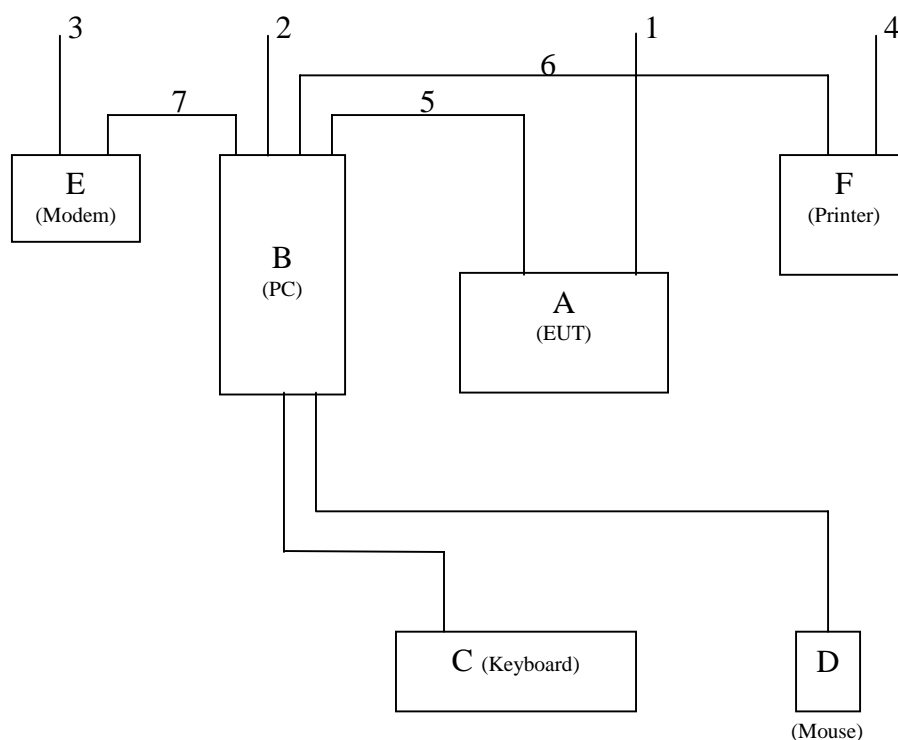 3
2
1
4
6
7
5
E
(Modem)
F
(Printer)
B
(PC)
A
(EUT)
C (Keyboard)
D
(Mouse)